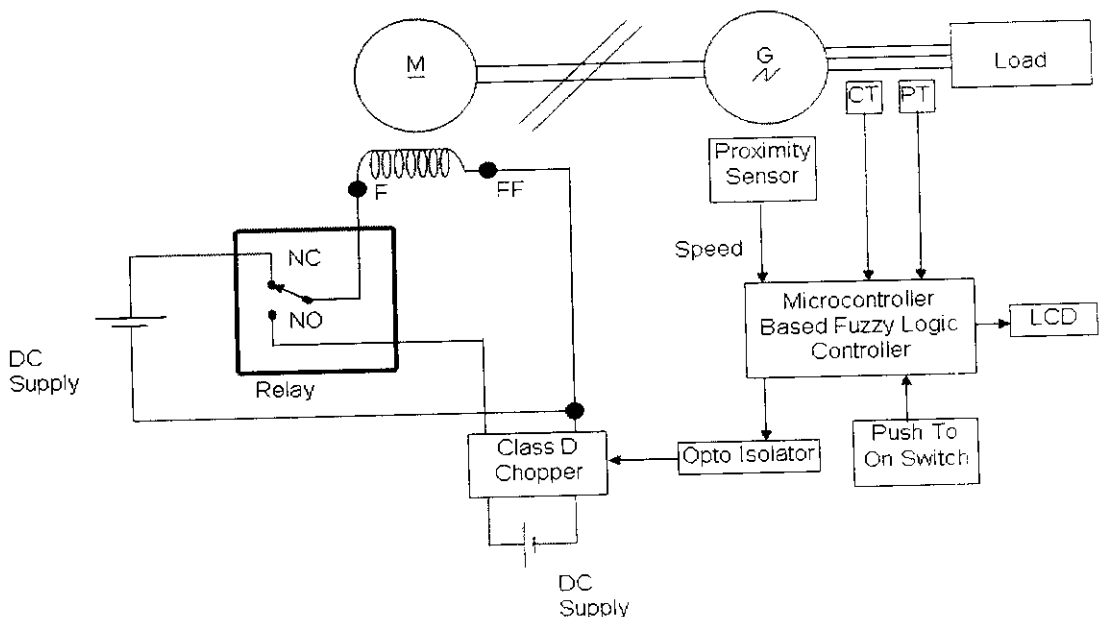 M
G
N
Load
CT
PT
Proximity
Sensor
F
FF
Speed
NC
NO
Microcontroller
Based Fuzzy Logic
Controller
LCD
DC
Supply
Relay
Class D
Chopper
Opto Isolator
Push To
On Switch
DC
Supply